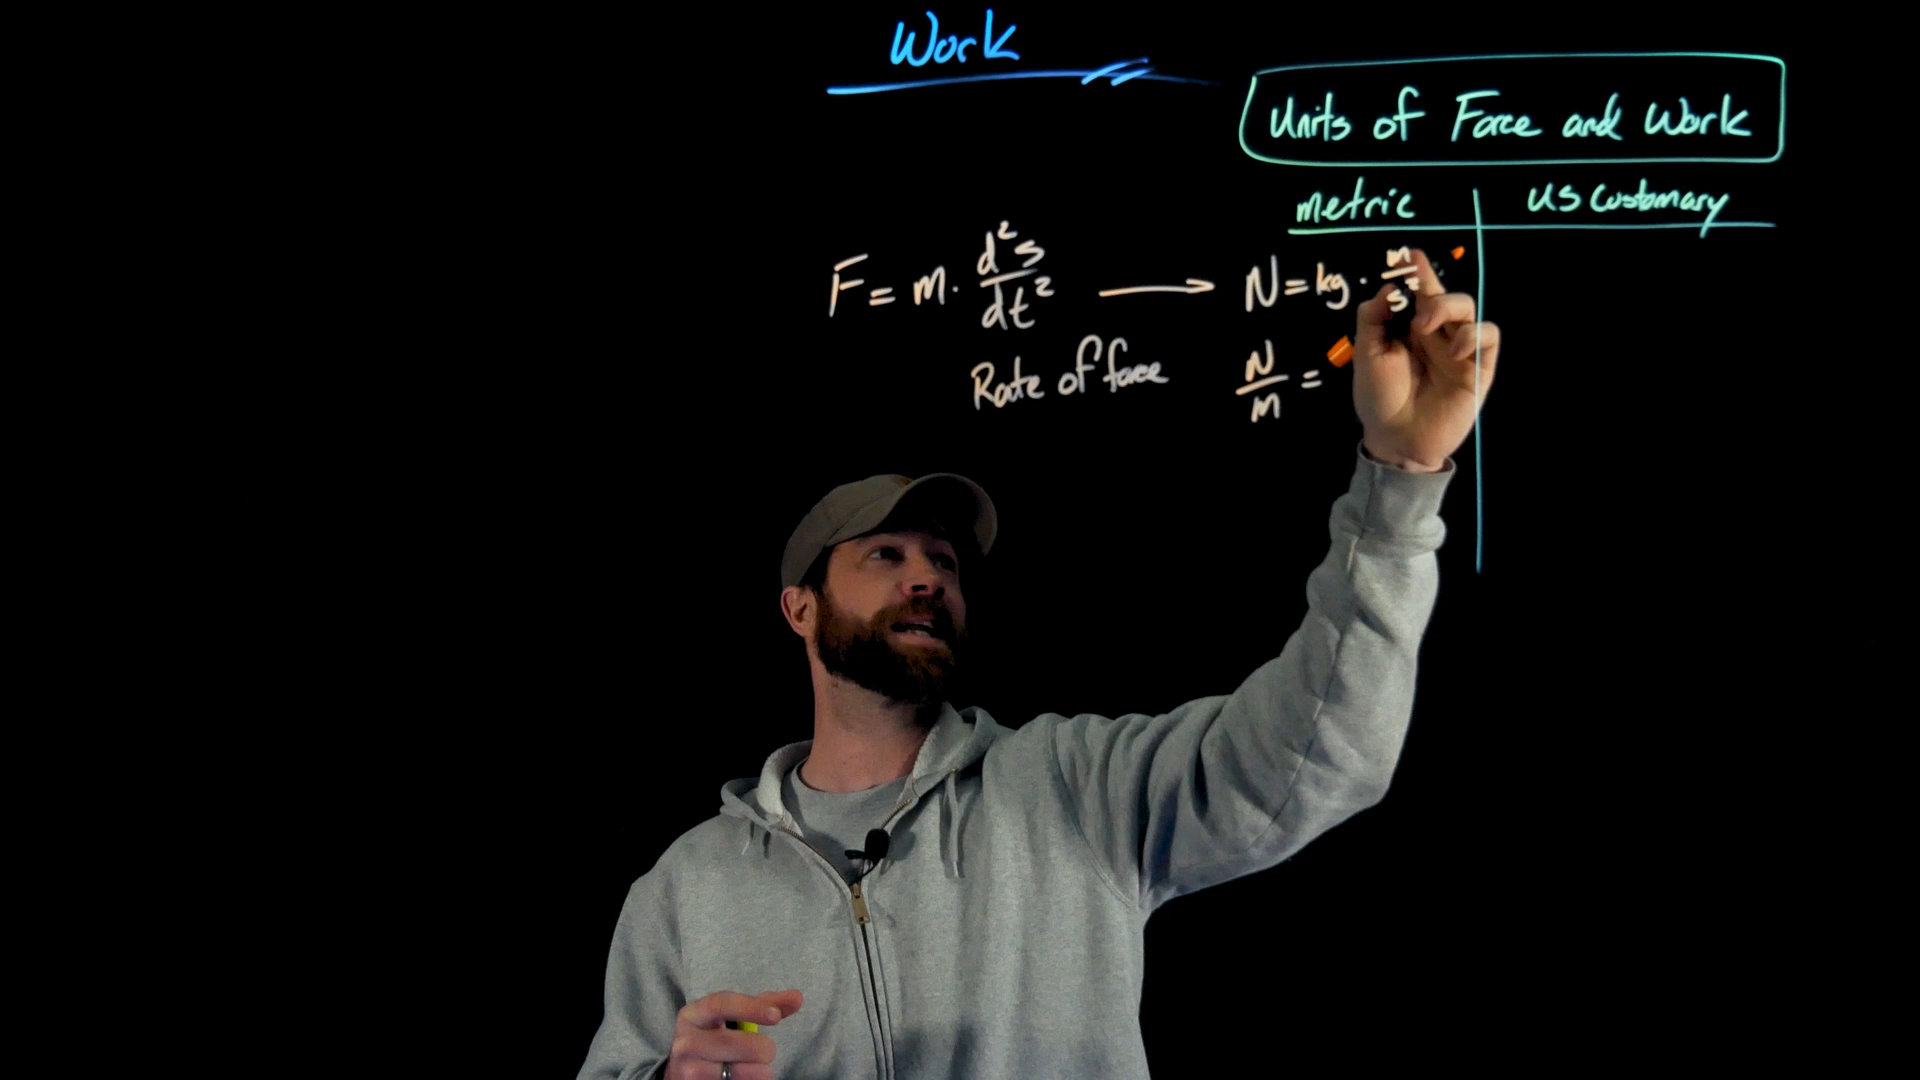 Work
Units of Force and Work
metric US Customary
F = m · d²s/dt² → N = kg · m/s²
Rate of force N/m =